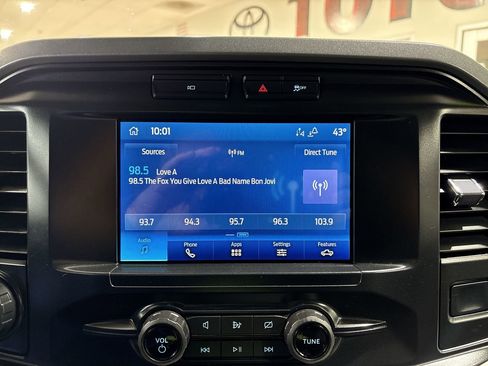 TOYO
OFF
10:01
43°
Sources
FM
Direct Tune
98.5 Love A
98.5 The Fox You Give Love A Bad Name Bon Jovi
93.7 94.3 95.7 96.3 103.9
Audio Phone Apps Settings Features
VOL
TUNE